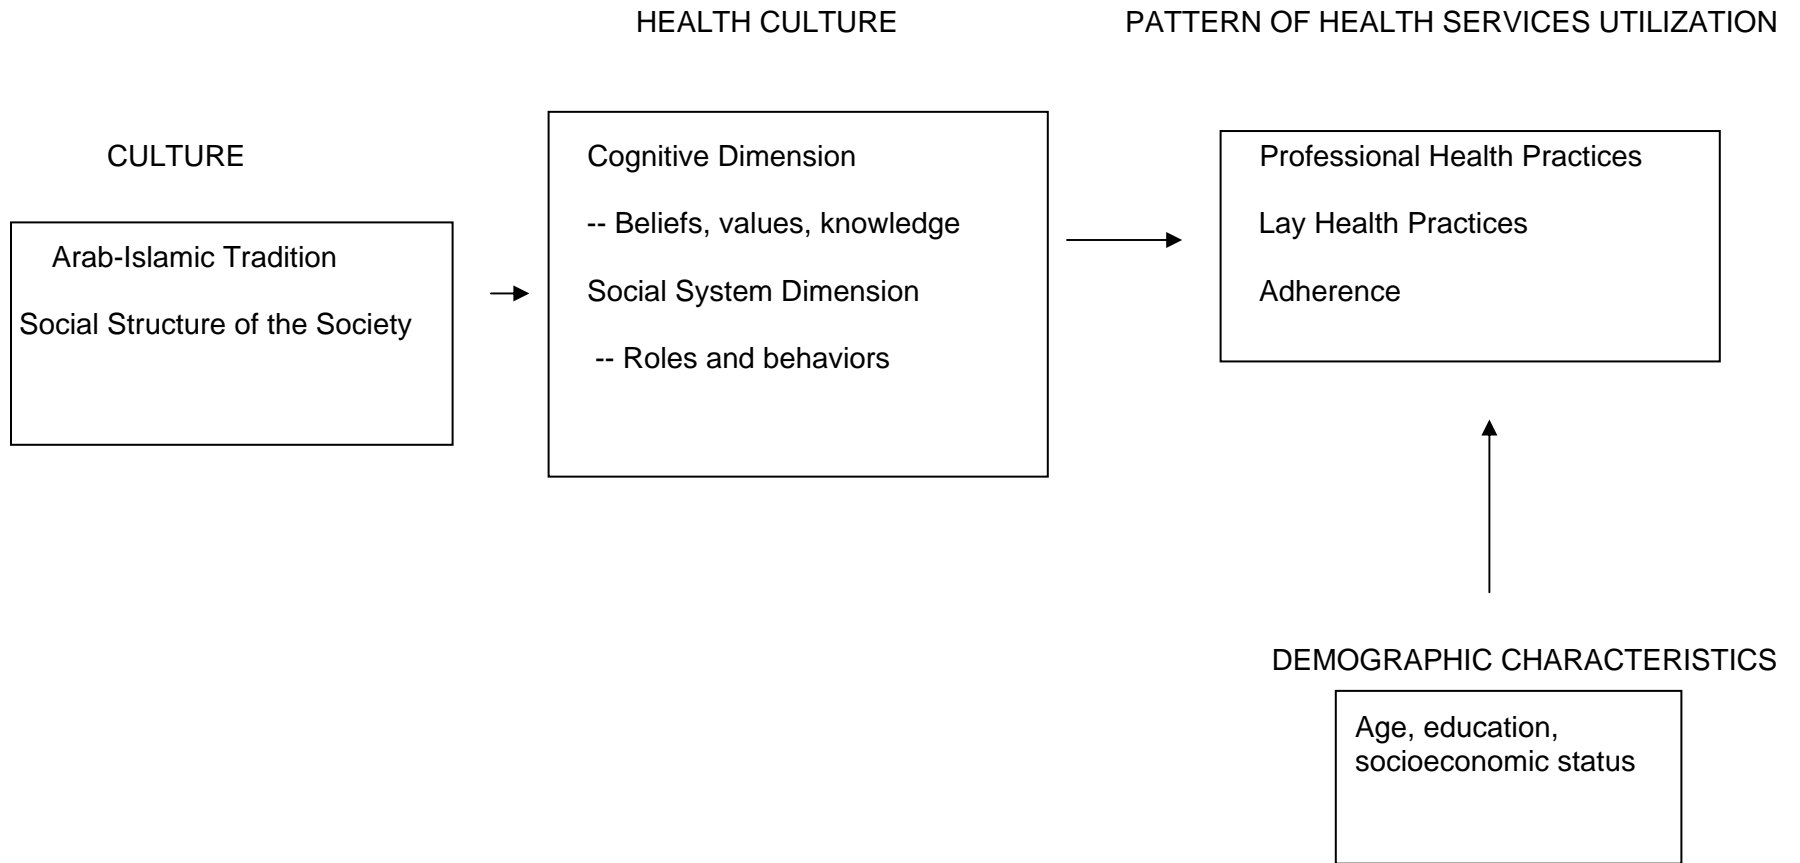 HEALTH CULTURE
PATTERN OF HEALTH SERVICES UTILIZATION
CULTURE
Arab-Islamic Tradition
Social Structure of the Society
Cognitive Dimension
-- Beliefs, values, knowledge
Social System Dimension
-- Roles and behaviors
Professional Health Practices
Lay Health Practices
Adherence
DEMOGRAPHIC CHARACTERISTICS
Age, education,
socioeconomic status